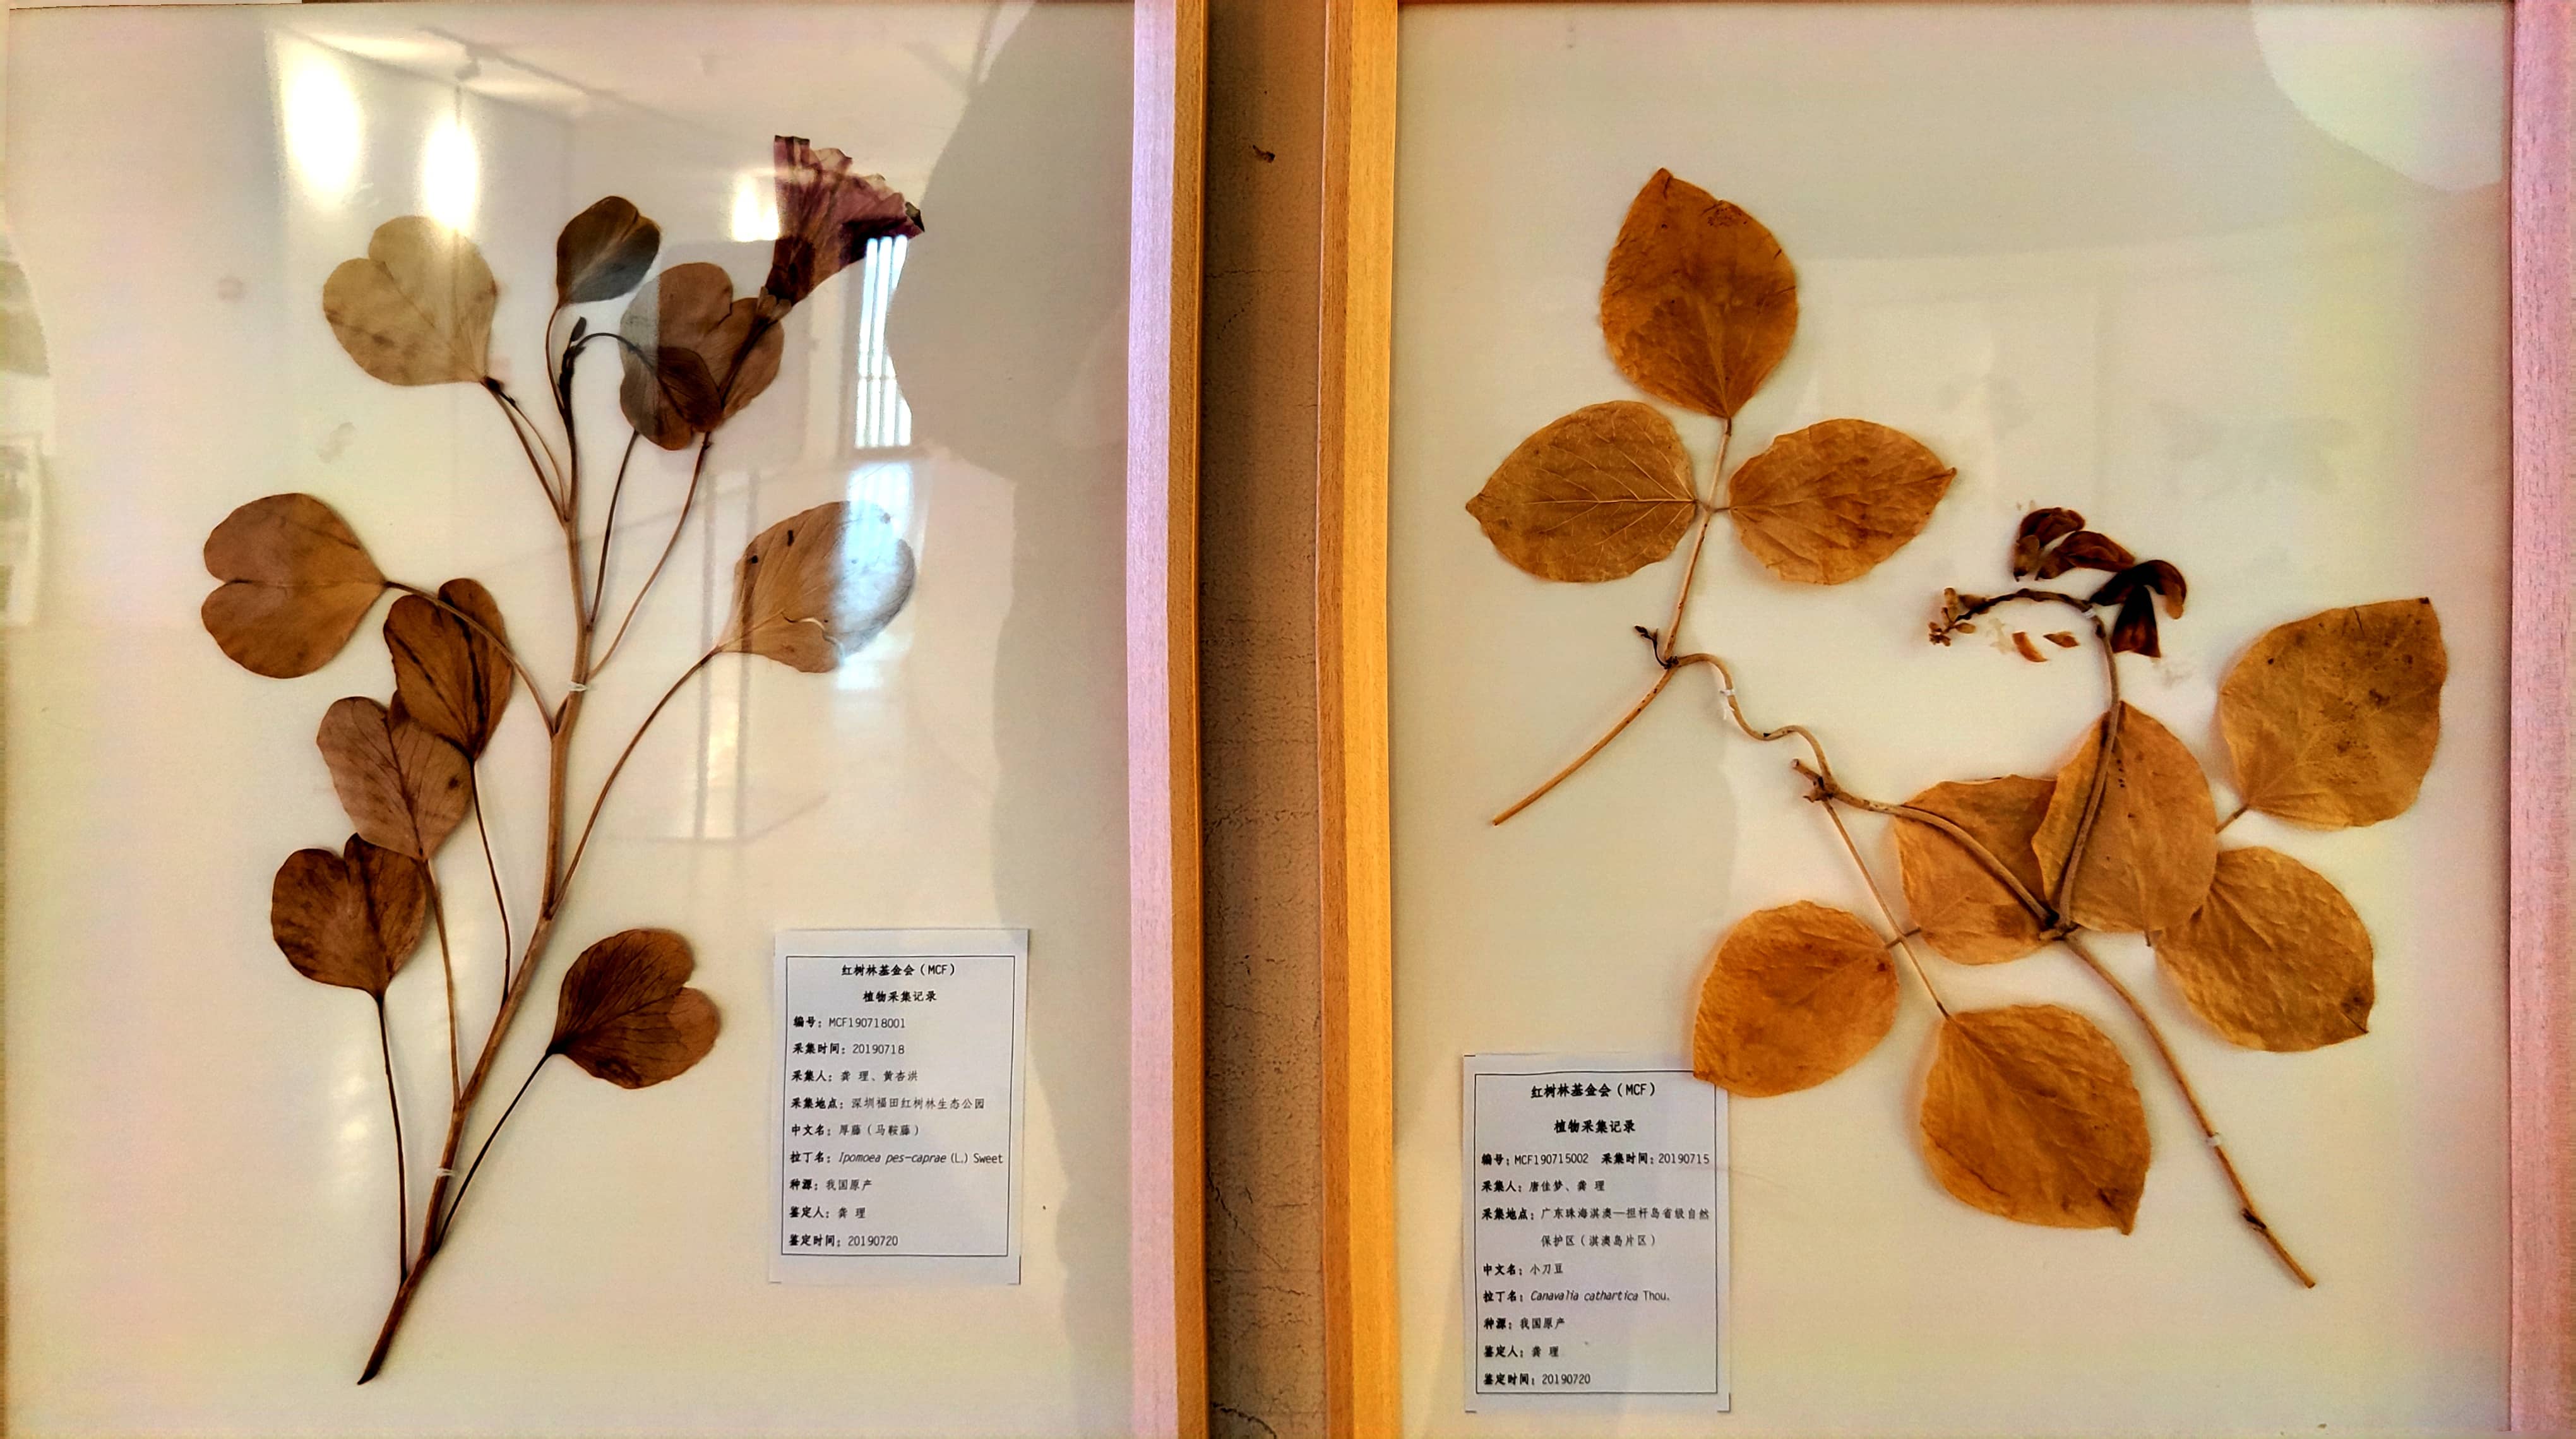 红树林基金会（MCF）
植物采集记录
编号：MCF190718001
采集时间：20190718
采集人：龚 理、黄杏洪
采集地点：深圳福田红树林生态公园
中文名：厚藤（马鞍藤）
拉丁名：Ipomoea pes-caprae (L.) Sweet
种源：我国原产
鉴定人：龚 理
鉴定时间：20190720
红树林基金会（MCF）
植物采集记录
编号：MCF190715002 采集时间：20190715
采集人：唐佳梦、龚 理
采集地点：广东珠海淇澳—担杆岛省级自然
保护区（淇澳岛片区）
中文名：小刀豆
拉丁名：Canavalia cathartica Thou.
种源：我国原产
鉴定人：龚 理
鉴定时间：20190720